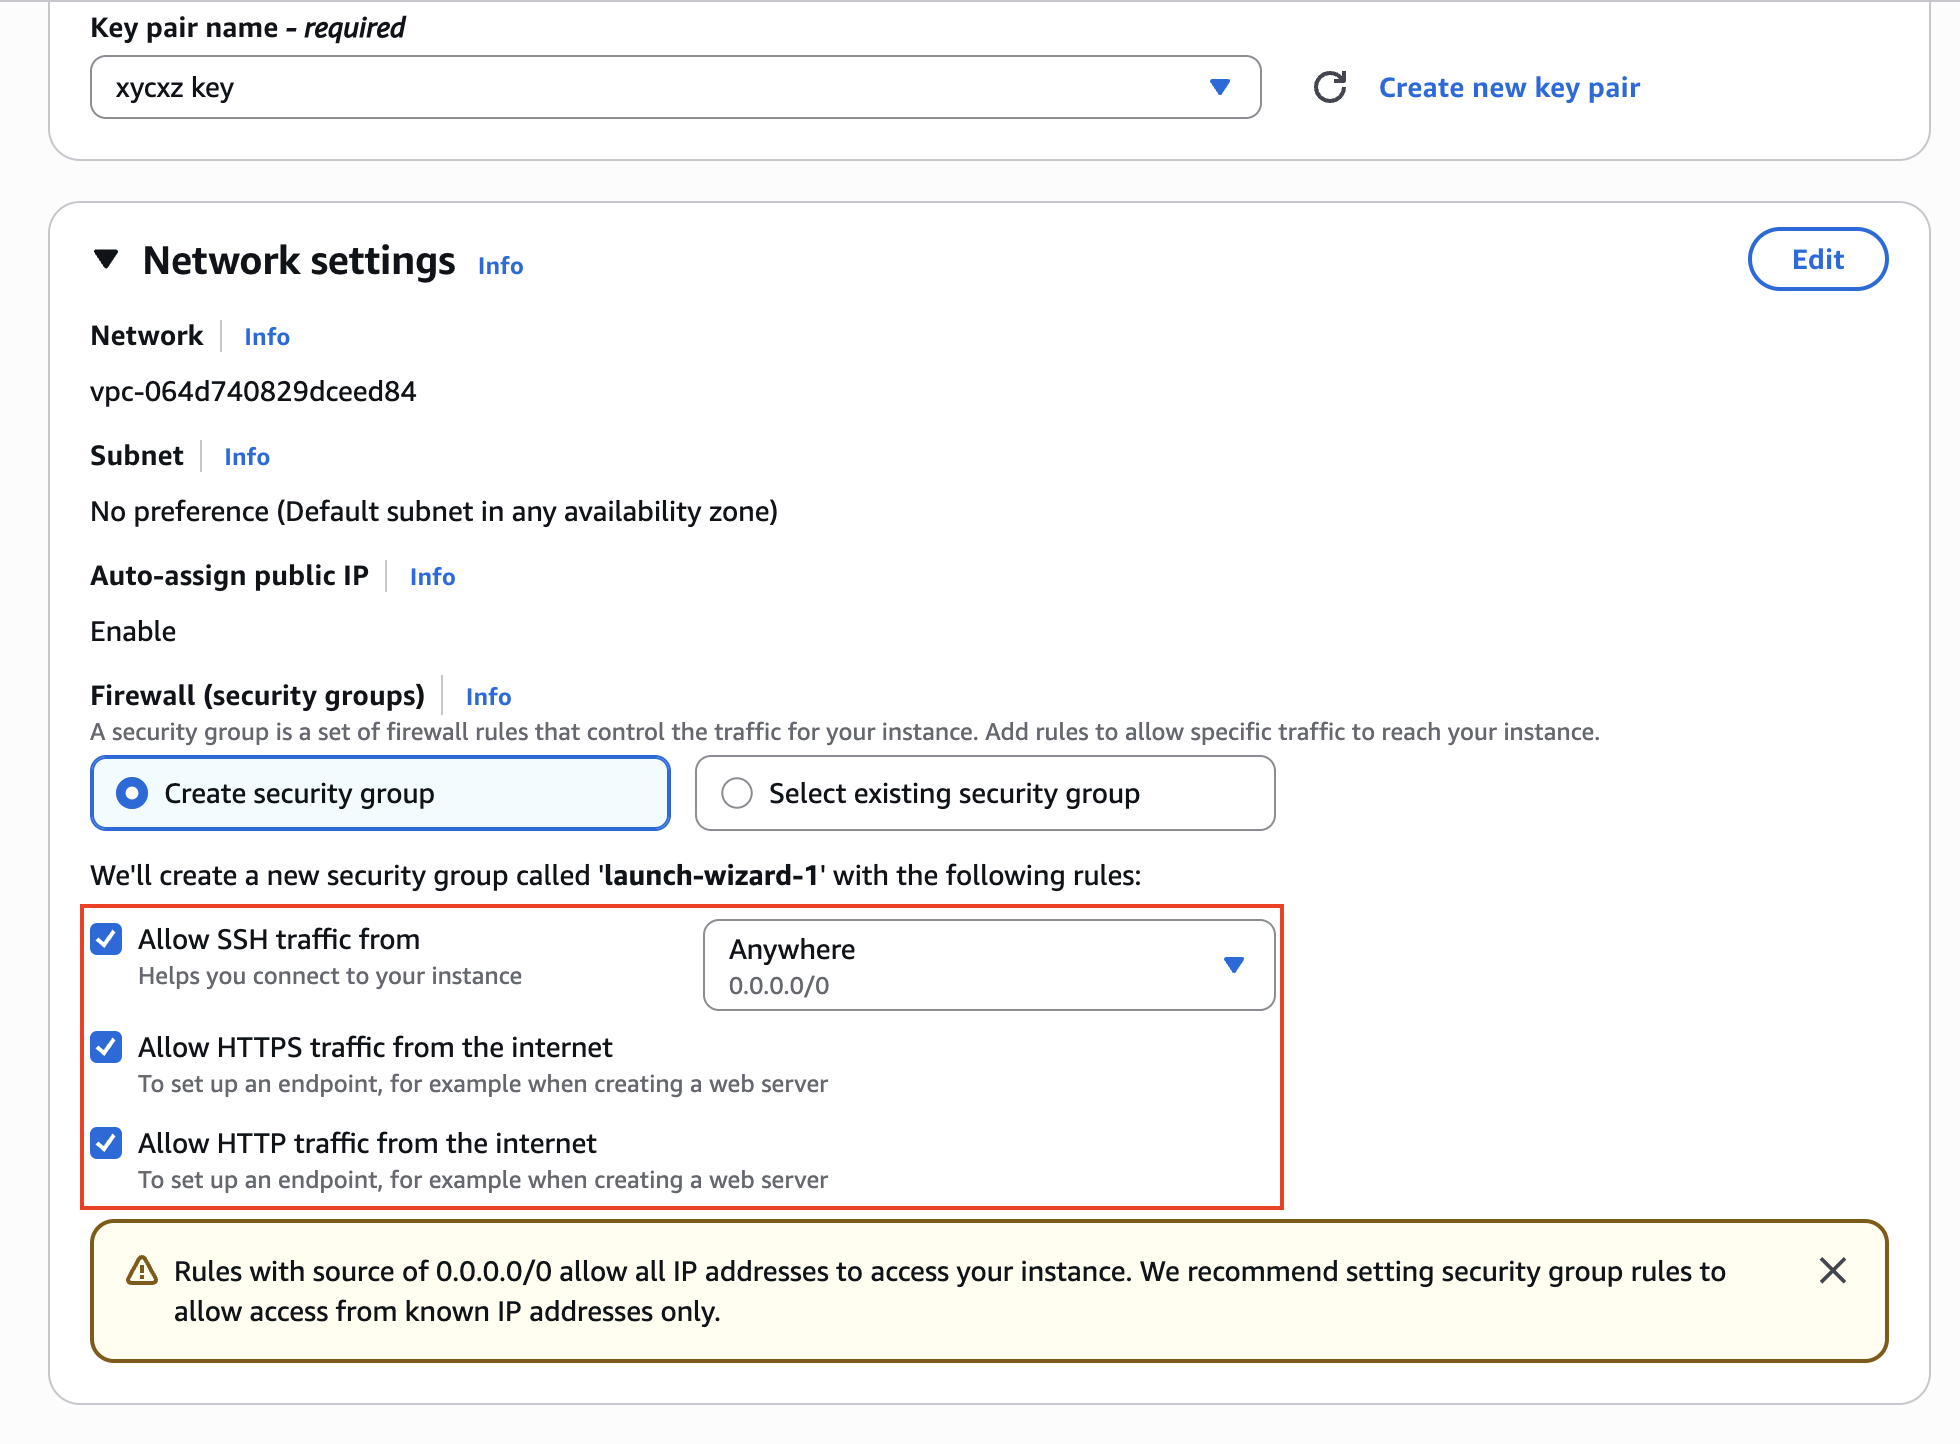 Key pair name - required
xycxz key
Create new key pair
Network settings Info
Edit
Network Info
vpc-064d740829dceed84
Subnet Info
No preference (Default subnet in any availability zone)
Auto-assign public IP Info
Enable
Firewall (security groups) Info
A security group is a set of firewall rules that control the traffic for your instance. Add rules to allow specific traffic to reach your instance.
Create security group
Select existing security group
We'll create a new security group called 'launch-wizard-1' with the following rules:
Allow SSH traffic from
Helps you connect to your instance
Anywhere
0.0.0.0/0
Allow HTTPS traffic from the internet
To set up an endpoint, for example when creating a web server
Allow HTTP traffic from the internet
To set up an endpoint, for example when creating a web server
Rules with source of 0.0.0.0/0 allow all IP addresses to access your instance. We recommend setting security group rules to
allow access from known IP addresses only.